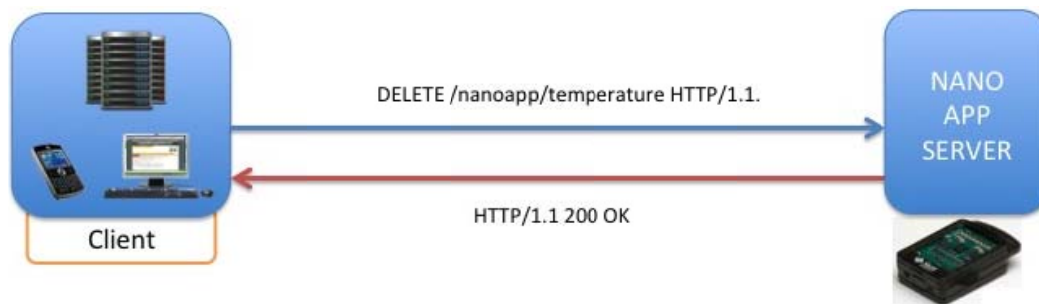 DELETE /nanoapp/temperature HTTP/1.1.
NANO
APP
SERVER
HTTP/1.1 200 OK
Client